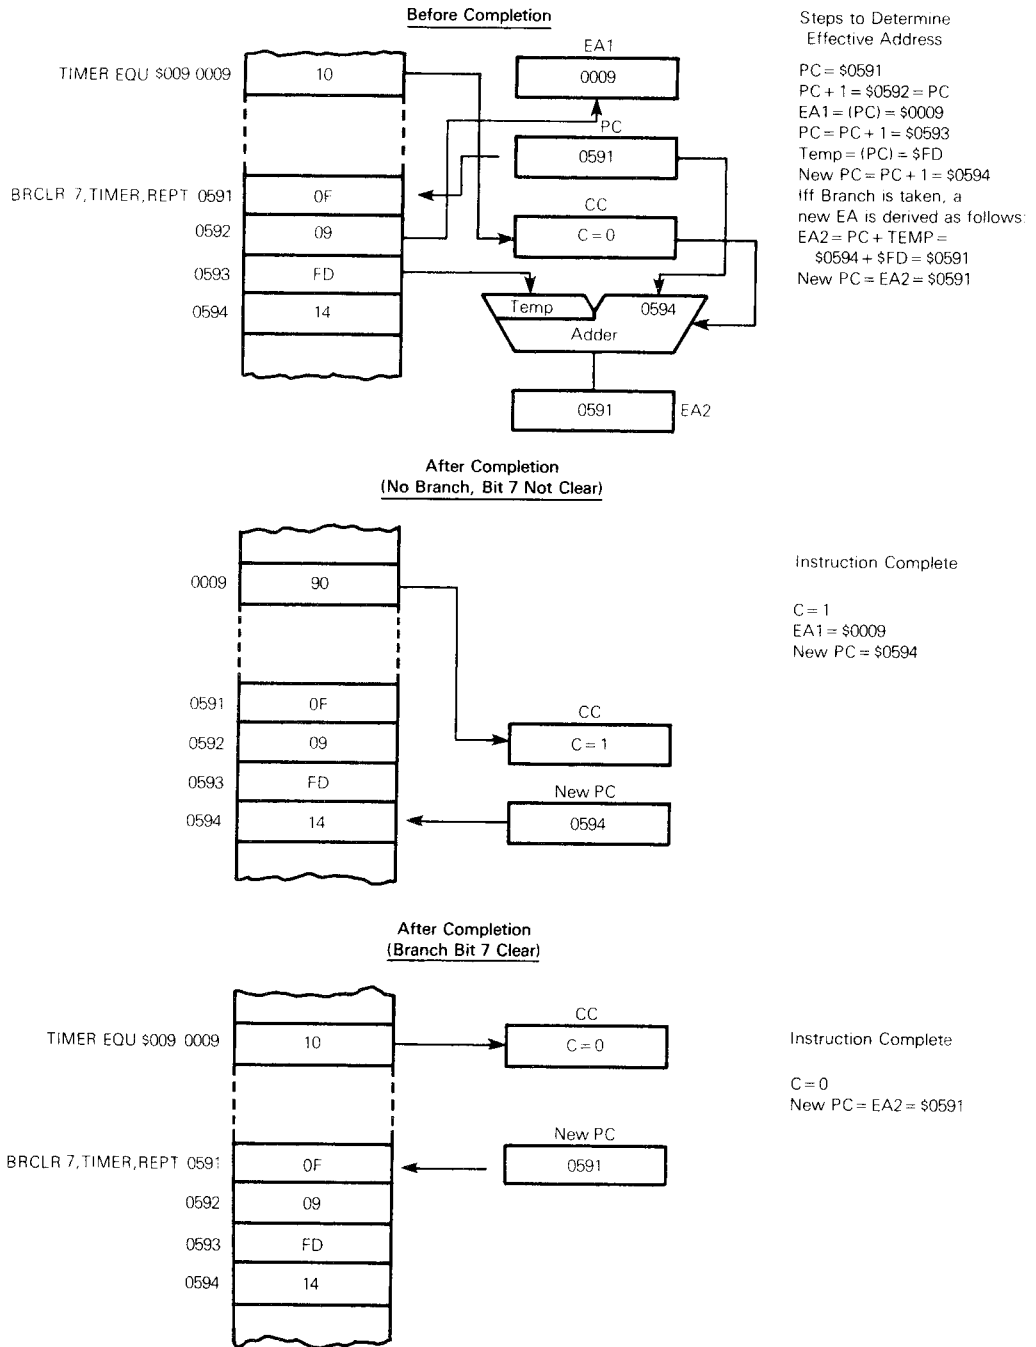 Before Completion
Steps to Determine
Effective Address
EA1
TIMER EQU $009 0009
10
0009
PC = $0591
PC + 1 = $0592 = PC
EA1 = (PC) = $0009
PC = PC + 1 = $0593
Temp = (PC) = $FD
New PC = PC + 1 = $0594
Iff Branch is taken, a
new EA is derived as follows:
EA2 = PC + TEMP =
$0594 + $FD = $0591
New PC = EA2 = $0591
PC
0591
BRCLR 7,TIMER,REPT 0591
0F
CC
0592
09
C = 0
0593
FD
0594
14
Temp
0594
Adder
0591
EA2
After Completion
(No Branch, Bit 7 Not Clear)
0009
90
Instruction Complete
C = 1
EA1 = $0009
New PC = $0594
0591
0F
CC
0592
09
C = 1
0593
FD
New PC
0594
14
0594
After Completion
(Branch Bit 7 Clear)
CC
TIMER EQU $009 0009
10
C = 0
Instruction Complete
C = 0
New PC = EA2 = $0591
New PC
BRCLR 7,TIMER,REPT 0591
0F
0591
0592
09
0593
FD
0594
14